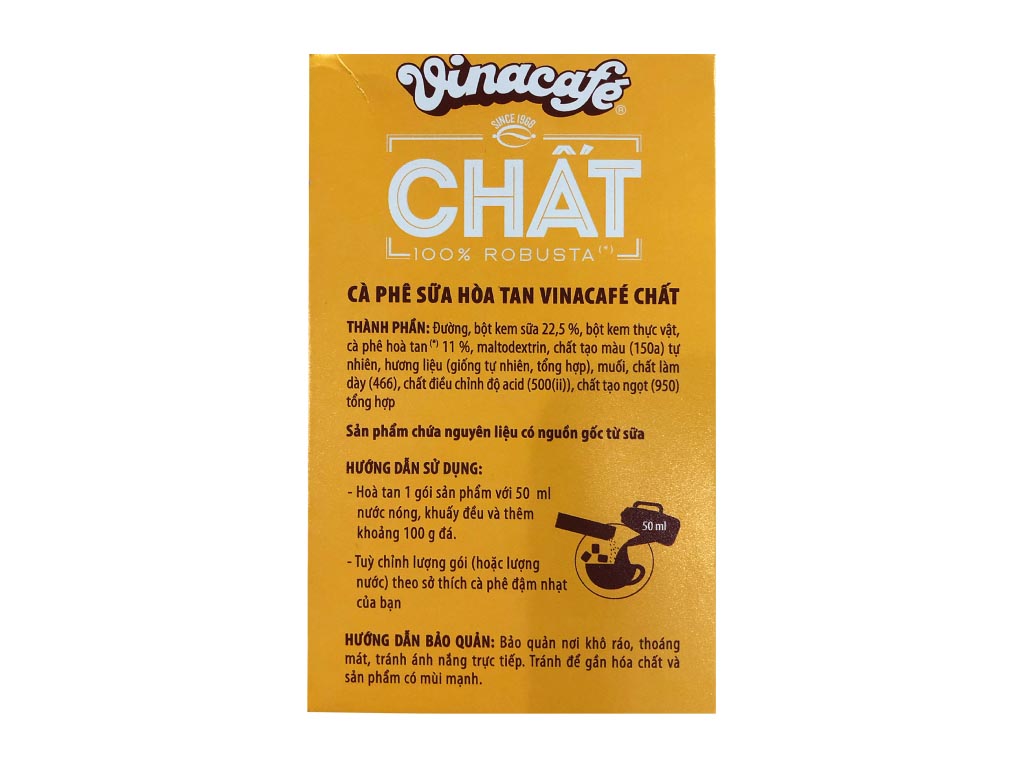 Vinacafé®
SINCE 1968
CHẤT
100% ROBUSTA(*)
CÀ PHÊ SỮA HÒA TAN VINACAFÉ CHẤT
THÀNH PHẦN: Đường, bột kem sữa 22,5 %, bột kem thực vật,
cà phê hoà tan(*) 11 %, maltodextrin, chất tạo màu (150a) tự
nhiên, hương liệu (giống tự nhiên, tổng hợp), muối, chất làm
dày (466), chất điều chỉnh độ acid (500(ii)), chất tạo ngọt (950)
tổng hợp
Sản phẩm chứa nguyên liệu có nguồn gốc từ sữa
HƯỚNG DẪN SỬ DỤNG:
- Hoà tan 1 gói sản phẩm với 50 ml
nước nóng, khuấy đều và thêm
khoảng 100 g đá.
50 ml
- Tuỳ chỉnh lượng gói (hoặc lượng
nước) theo sở thích cà phê đậm nhạt
của bạn
HƯỚNG DẪN BẢO QUẢN: Bảo quản nơi khô ráo, thoáng
mát, tránh ánh nắng trực tiếp. Tránh để gần hóa chất và
sản phẩm có mùi mạnh.